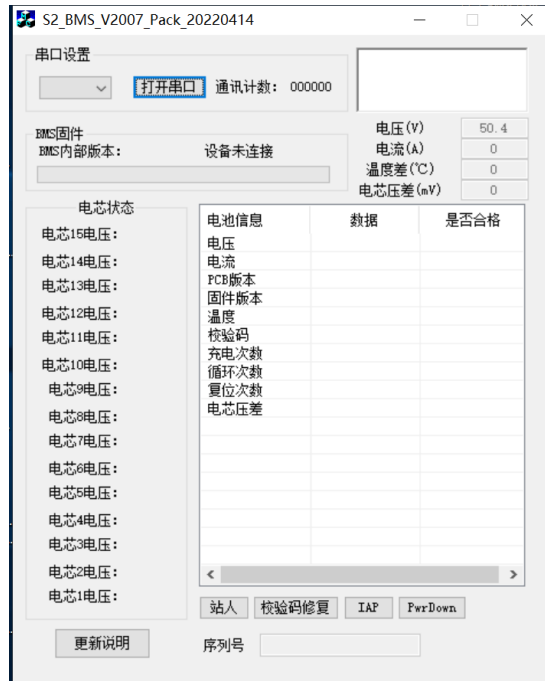 S2_BMS_V2007_Pack_20220414
串口设置
打开串口 通讯计数: 000000
BMS固件
BMS内部版本: 设备未连接
电压(V) 50.4
电流(A) 0
温度差(℃) 0
电芯压差(mV) 0
电芯状态
电芯15电压:
电芯14电压:
电芯13电压:
电芯12电压:
电芯11电压:
电芯10电压:
电芯9电压:
电芯8电压:
电芯7电压:
电芯6电压:
电芯5电压:
电芯4电压:
电芯3电压:
电芯2电压:
电芯1电压:
电池信息 数据 是否合格
电压
电流
PCB版本
固件版本
温度
校验码
充电次数
循环次数
复位次数
电芯压差
站人 校验码修复 IAP PwrDown
更新说明 序列号